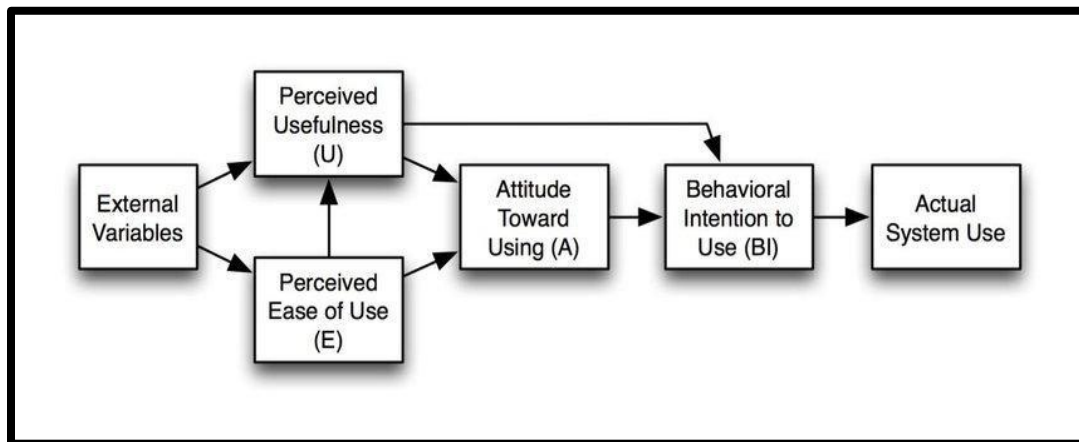 External
Variables
Perceived
Usefulness
(U)
Perceived
Ease of Use
(E)
Attitude
Toward
Using (A)
Behavioral
Intention to
Use (BI)
Actual
System Use